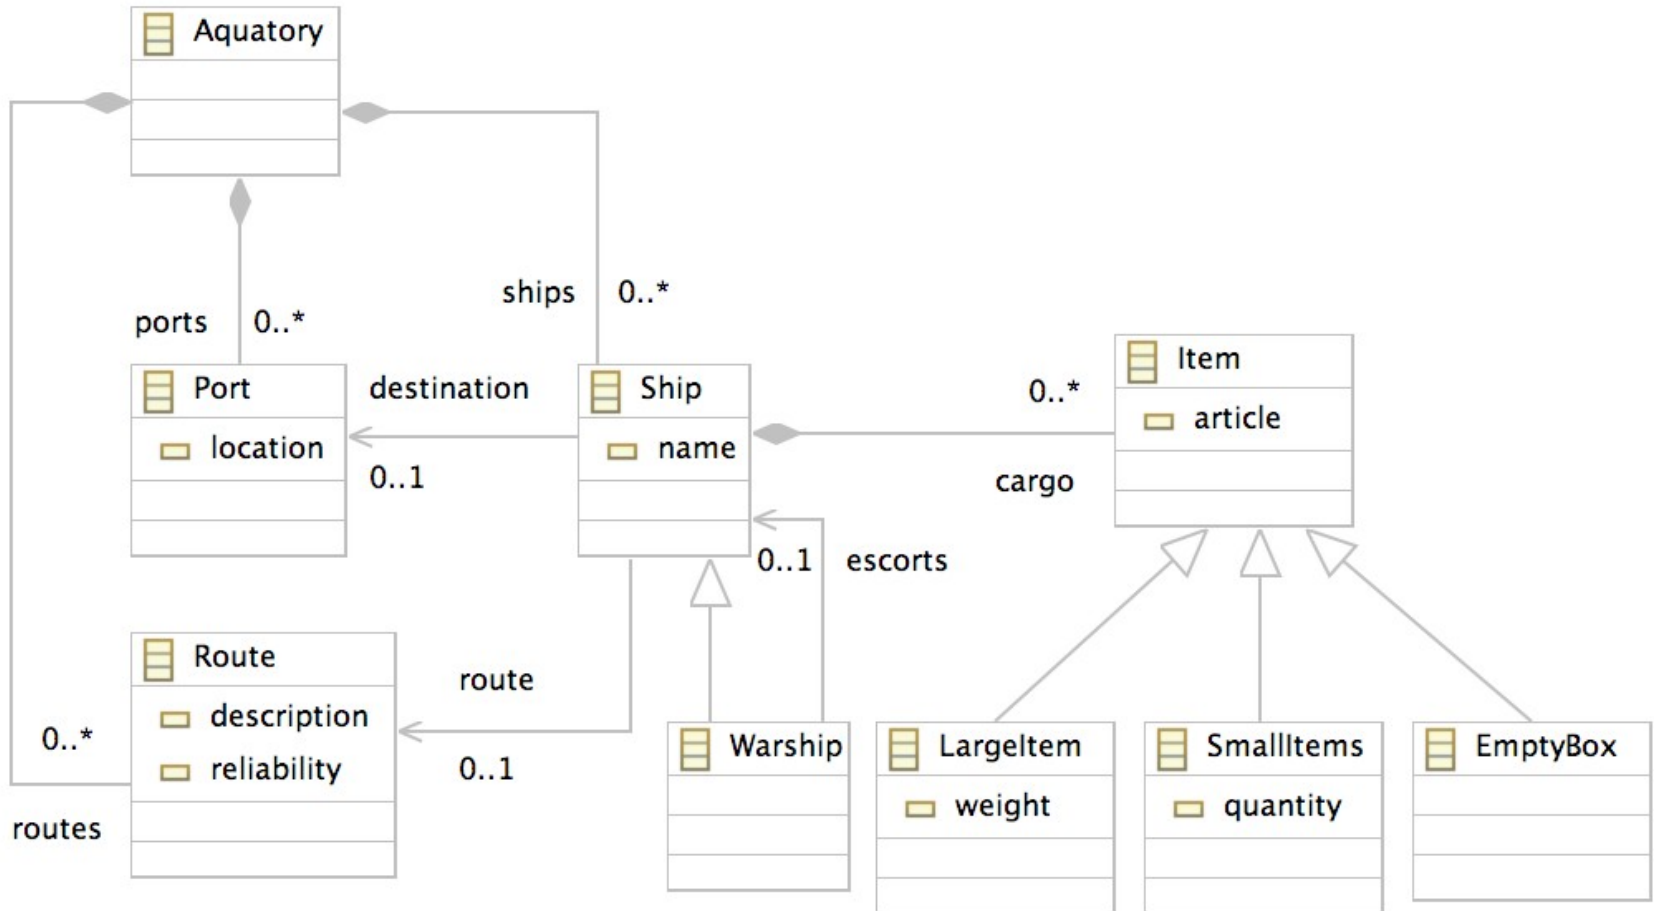 Aquatory
ships
0..*
ports
0..*
Port
location
destination
0..1
Ship
name
0..*
cargo
Item
article
0..1
escorts
Route
description
reliability
route
0..1
0..*
routes
Warship
LargeItem
weight
SmallItems
quantity
EmptyBox